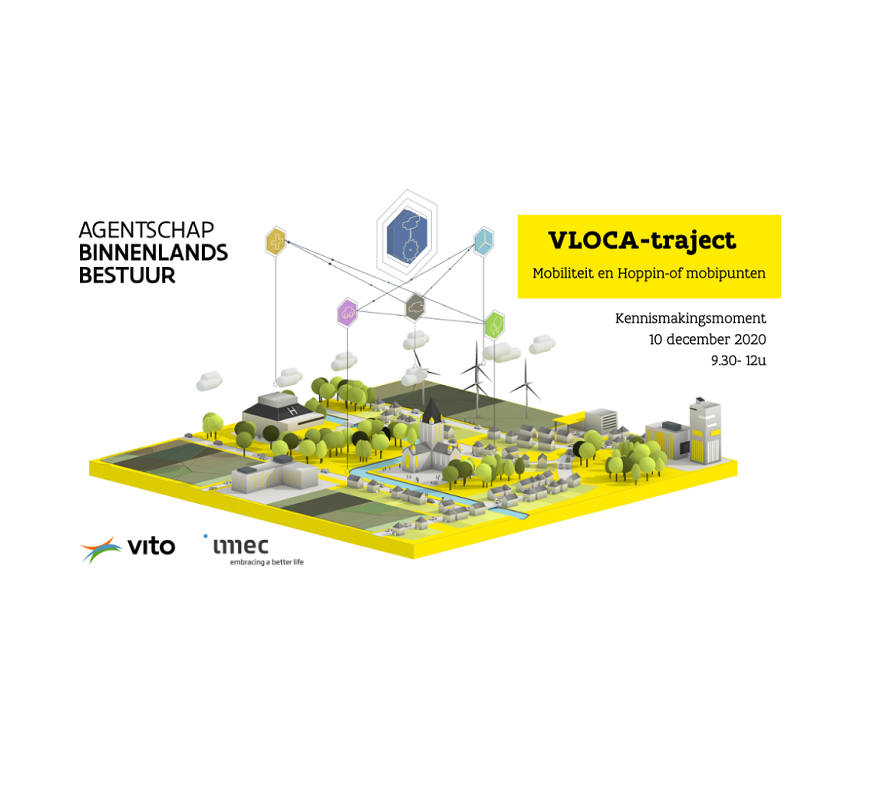 AGENTSCHAP
BINNENLANDS
BESTUUR
VLOCA-traject
Mobiliteit en Hoppin-of mobipunten
Kennismakingsmoment
10 december 2020
9.30- 12u
H
vito
imec
embracing a better life